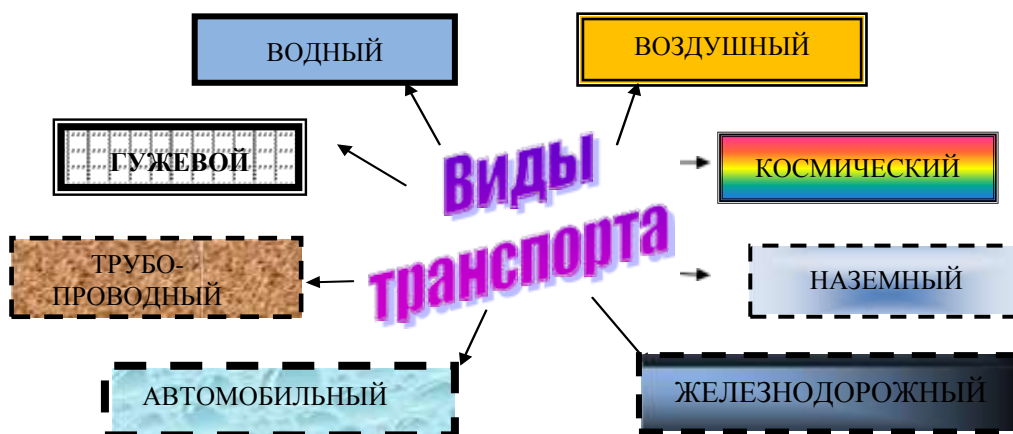 ВОДНЫЙ
ВОЗДУШНЫЙ
ГУЖЕВОЙ
Виды
транспорта
КОСМИЧЕСКИЙ
ТРУБО-
ПРОВОДНЫЙ
НАЗЕМНЫЙ
АВТОМОБИЛЬНЫЙ
ЖЕЛЕЗНОДОРОЖНЫЙ